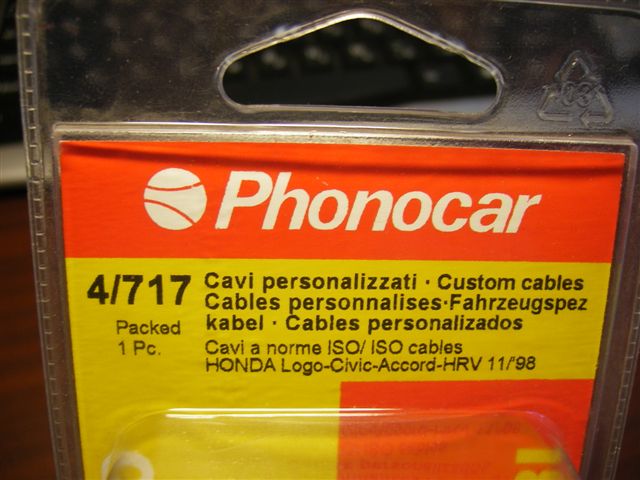 Phonocar
4/717
Packed
1 Pc.
Cavi personalizzati · Custom cables
Cables personnalises·Fahrzeugspez
kabel · Cables personalizados
Cavi a norme ISO/ ISO cables
HONDA Logo-Civic-Accord-HRV 11/'98